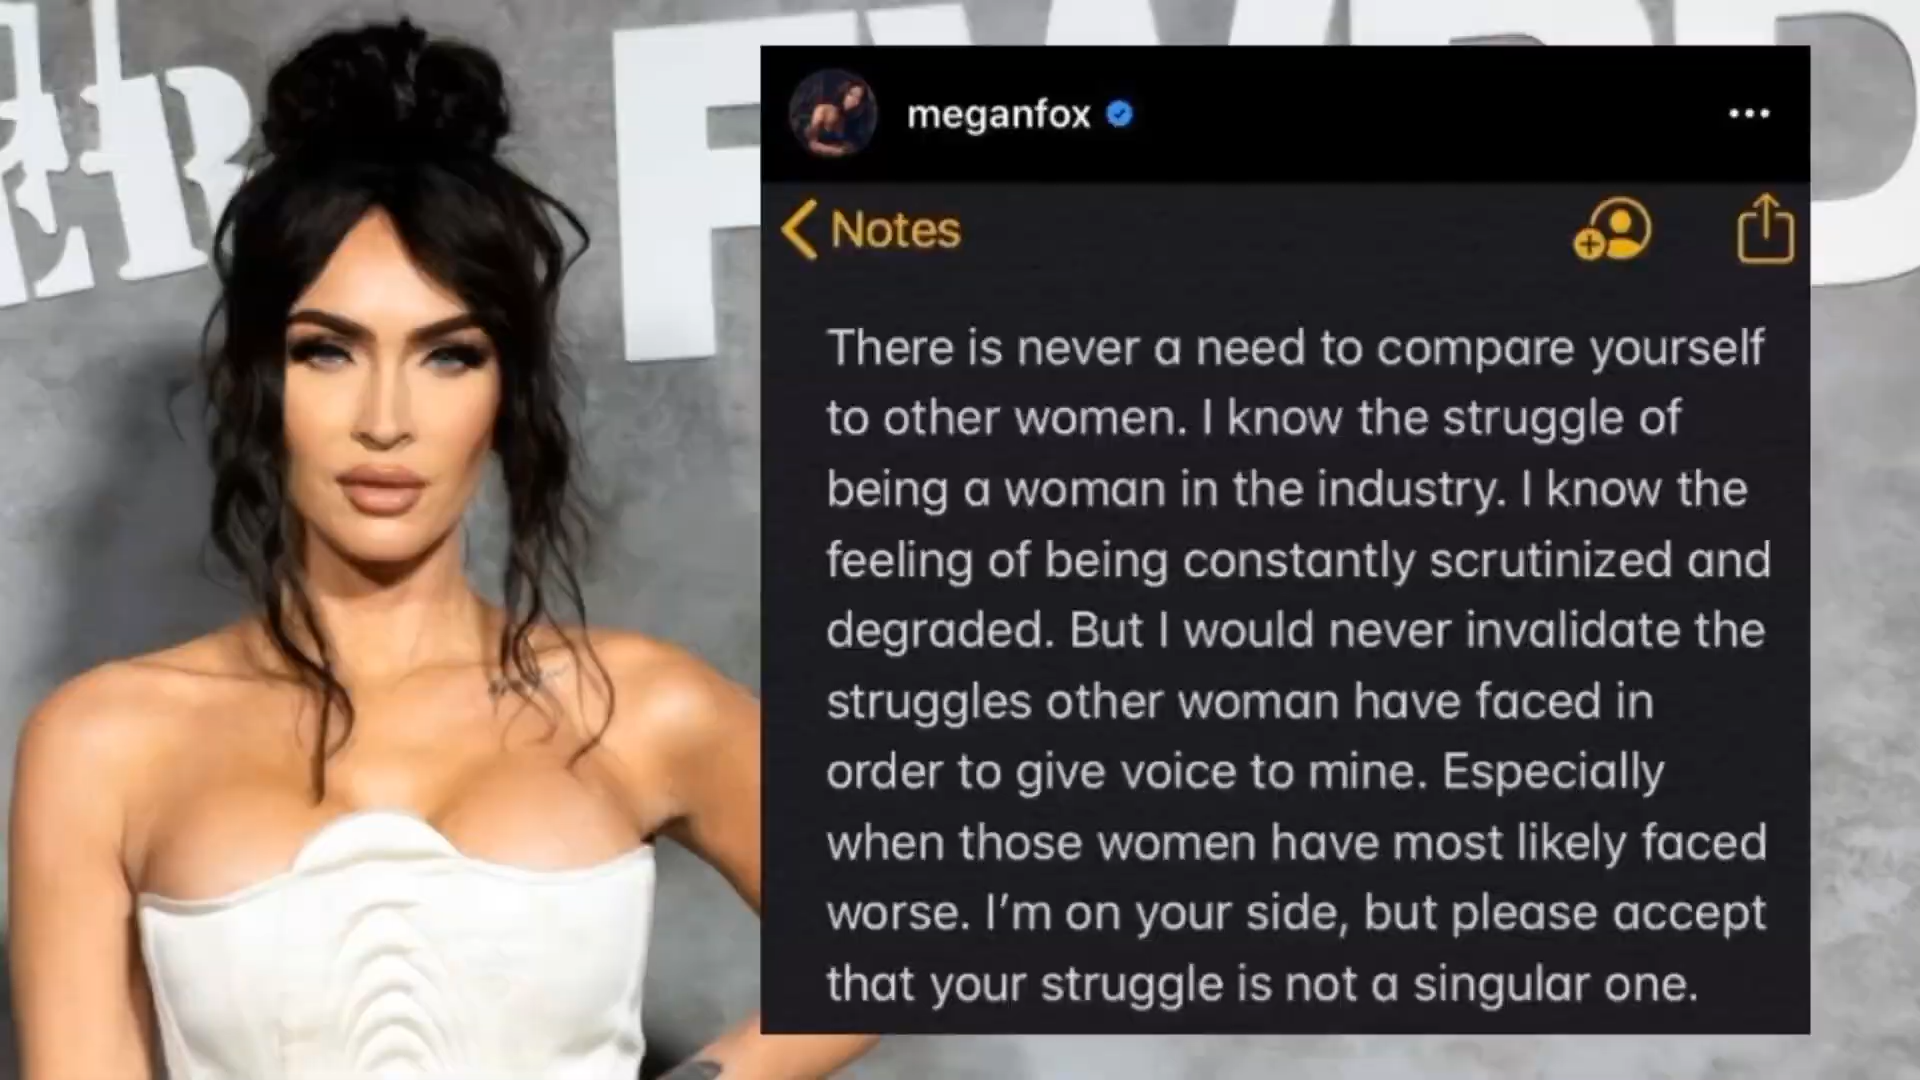 meganfox
Notes
There is never a need to compare yourself
to other women. I know the struggle of
being a woman in the industry. I know the
feeling of being constantly scrutinized and
degraded. But I would never invalidate the
struggles other woman have faced in
order to give voice to mine. Especially
when those women have most likely faced
worse. I’m on your side, but please accept
that your struggle is not a singular one.